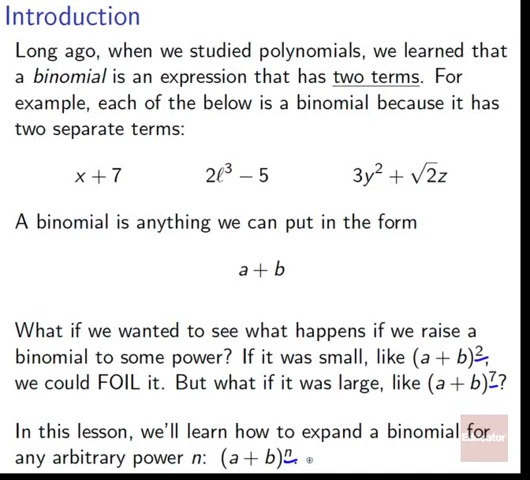 Introduction
Long ago, when we studied polynomials, we learned that
a binomial is an expression that has two terms. For
example, each of the below is a binomial because it has
two separate terms:
x + 7    2ℓ³ − 5    3y² + √2z
A binomial is anything we can put in the form
a + b
What if we wanted to see what happens if we raise a
binomial to some power? If it was small, like (a + b)²,
we could FOIL it. But what if it was large, like (a + b)⁷?
In this lesson, we'll learn how to expand a binomial for
any arbitrary power n: (a + b)ⁿ.
Educator